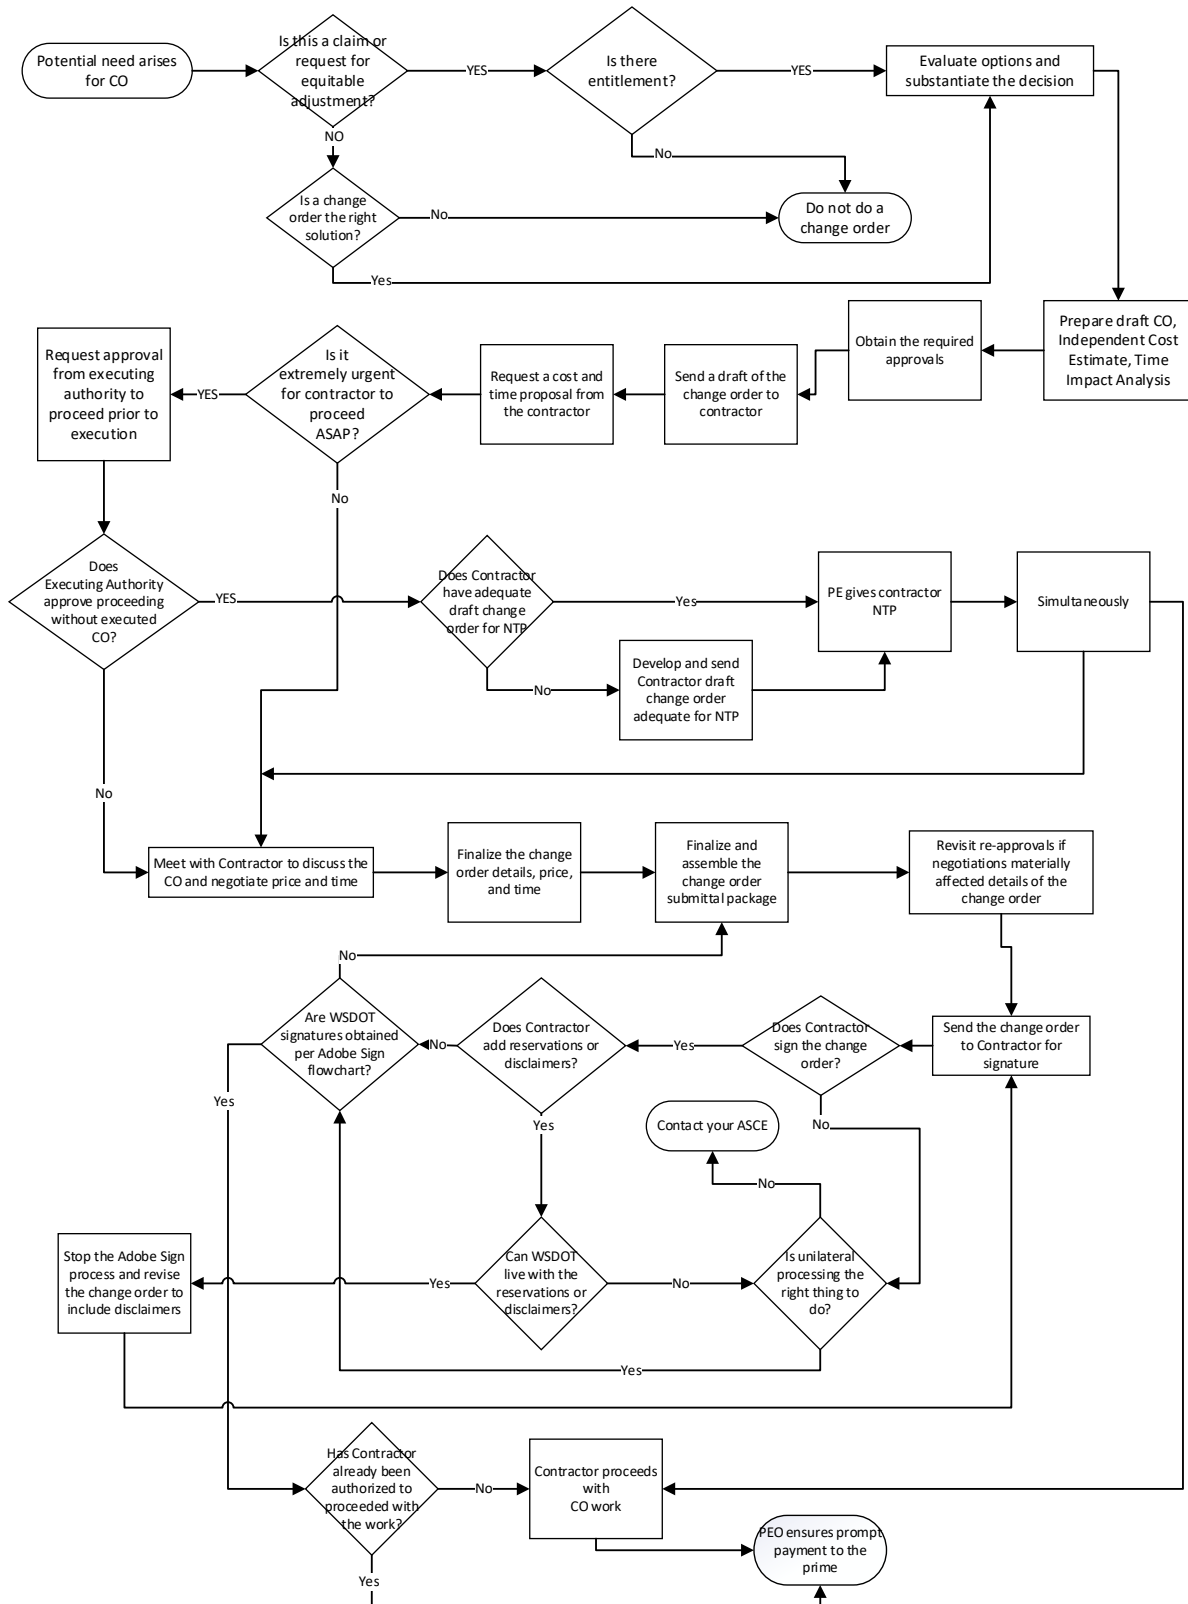 Potential need arises
for CO
Is this a claim or
request for
equitable
adjustment?
YES
Is there
entitlement?
YES
Evaluate options and
substantiate the decision
NO
No
Is a change
order the right
solution?
No
Do not do a
change order
Yes
Prepare draft CO,
Independent Cost
Estimate, Time
Impact Analysis
Obtain the required
approvals
Send a draft of the
change order to
contractor
Request a cost and
time proposal from
the contractor
Is it
extremely urgent
for contractor to
proceed
ASAP?
YES
Request approval
from executing
authority to
proceed prior to
execution
No
Does
Executing Authority
approve proceeding
without executed
CO?
YES
Does Contractor
have adequate
draft change
order for NTP
Yes
PE gives contractor
NTP
Simultaneously
No
Develop and send
Contractor draft
change order
adequate for NTP
No
Meet with Contractor to discuss the
CO and negotiate price and time
Finalize the change
order details, price,
and time
Finalize and
assemble the
change order
submittal package
Revisit re-approvals if
negotiations materially
affected details of the
change order
No
Are WSDOT
signatures obtained
per Adobe Sign
flowchart?
No
Does Contractor
add reservations or
disclaimers?
Yes
Does Contractor
sign the change
order?
Send the change order
to Contractor for
signature
Yes
Yes
Contact your ASCE
No
No
Stop the Adobe Sign
process and revise
the change order to
include disclaimers
Yes
Can WSDOT
live with the
reservations or
disclaimers?
No
Is unilateral
processing the
right thing to
do?
Yes
Has Contractor
already been
authorized to
proceeded with
the work?
No
Contractor proceeds
with
CO work
PEO ensures prompt
payment to the
prime
Yes